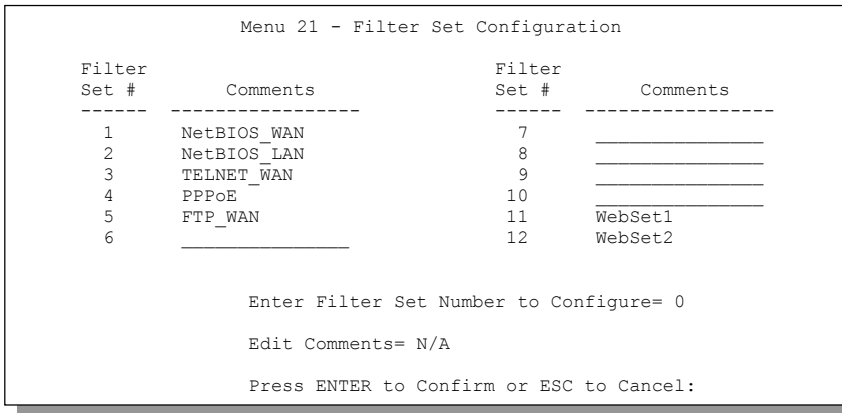 Menu 21 - Filter Set Configuration
Filter Filter
Set # Comments Set # Comments
------ ----------------- ------ -----------------
1 NetBIOS_WAN 7 _______________
2 NetBIOS_LAN 8 _______________
3 TELNET_WAN 9 _______________
4 PPPoE 10 _______________
5 FTP_WAN 11 WebSet1
6 _______________ 12 WebSet2
Enter Filter Set Number to Configure= 0
Edit Comments= N/A
Press ENTER to Confirm or ESC to Cancel: